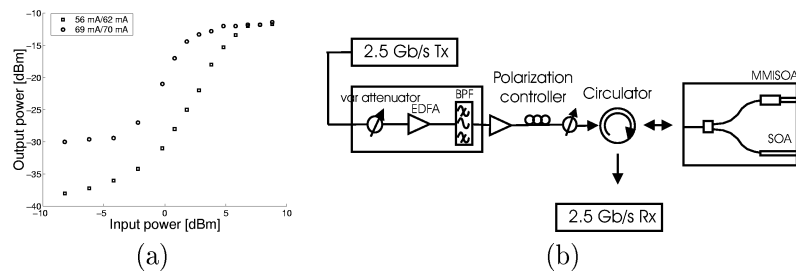 56 mA/62 mA
69 mA/70 mA
−10
−15
−20
−25
−30
−35
−40
Output power [dBm]
−10
−5
0
5
10
Input power [dBm]
(a)
2.5 Gb/s Tx
var attenuator
EDFA
BPF
Polarization
controller
Circulator
MMISOA
SOA
2.5 Gb/s Rx
(b)